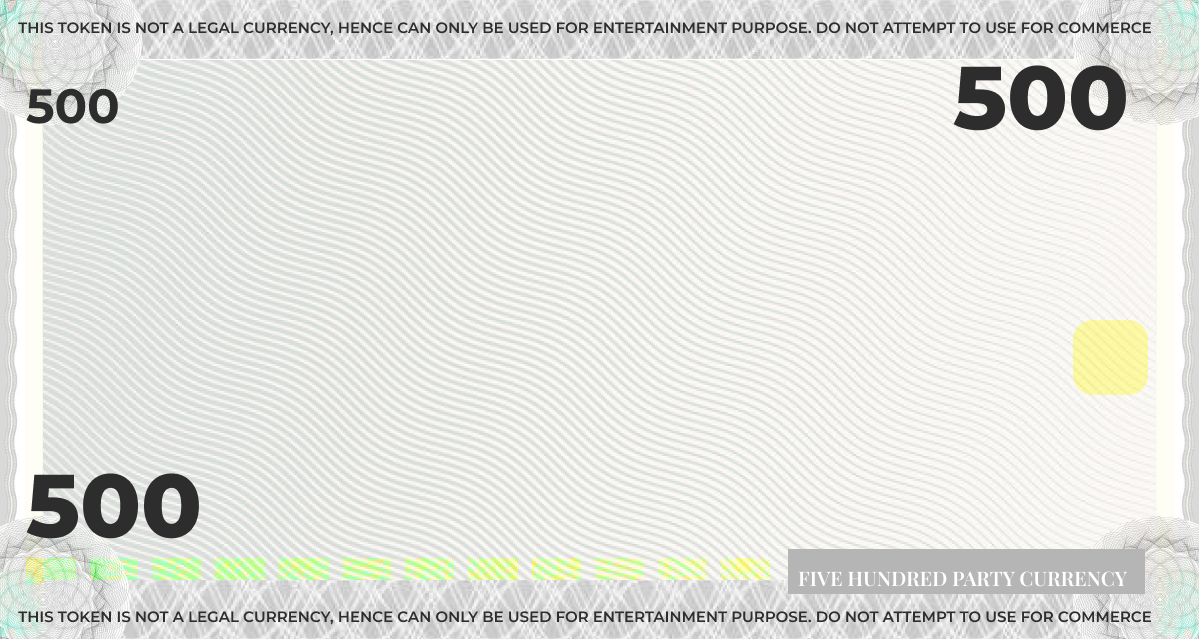 THIS TOKEN IS NOT A LEGAL CURRENCY, HENCE CAN ONLY BE USED FOR ENTERTAINMENT PURPOSE. DO NOT ATTEMPT TO USE FOR COMMERCE
500
500
500
FIVE HUNDRED PARTY CURRENCY
THIS TOKEN IS NOT A LEGAL CURRENCY, HENCE CAN ONLY BE USED FOR ENTERTAINMENT PURPOSE. DO NOT ATTEMPT TO USE FOR COMMERCE